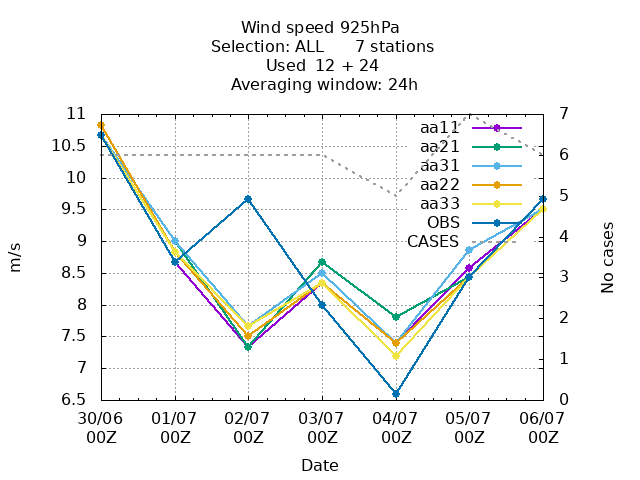 Wind speed 925hPa
Selection: ALL      7 stations
Used  12 + 24
Averaging window: 24h
11
10.5
10
9.5
9
8.5
8
7.5
7
6.5
m/s
7
6
5
4
3
2
1
0
No cases
aa11
aa21
aa31
aa22
aa33
OBS
CASES
30/06 01/07 02/07 03/07 04/07 05/07 06/07
00Z 00Z 00Z 00Z 00Z 00Z 00Z
Date